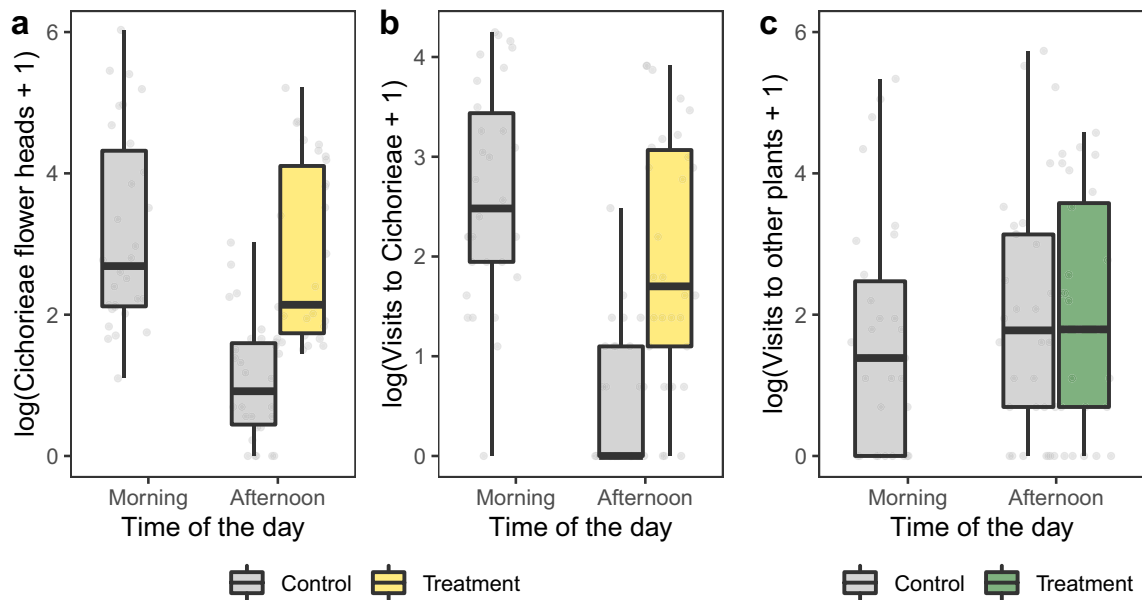 a
log(Cichorieae flower heads + 1)
6
4
2
0
Morning
Afternoon
Time of the day
b
log(Visits to Cichorieae + 1)
4
3
2
1
0
Morning
Afternoon
Time of the day
c
log(Visits to other plants + 1)
6
4
2
0
Morning
Afternoon
Time of the day
Control
Treatment
Control
Treatment